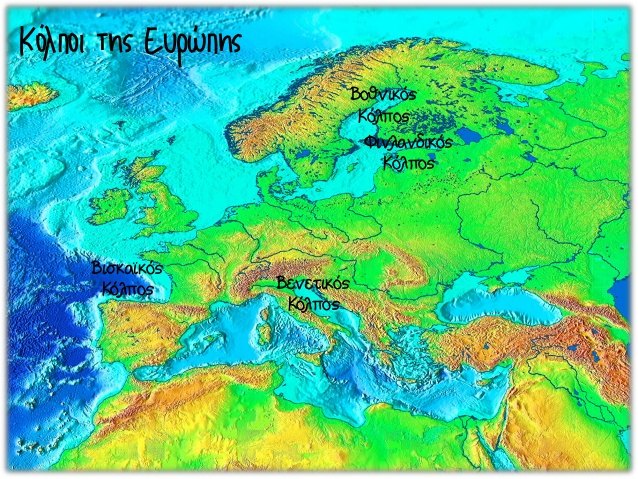 Κόλποι της Ευρώπης
Βοθνικός
Κόλπος
Φινλανδικός
Κόλπος
Βισκαϊκός
Κόλπος
Βενετικός
Κόλπος